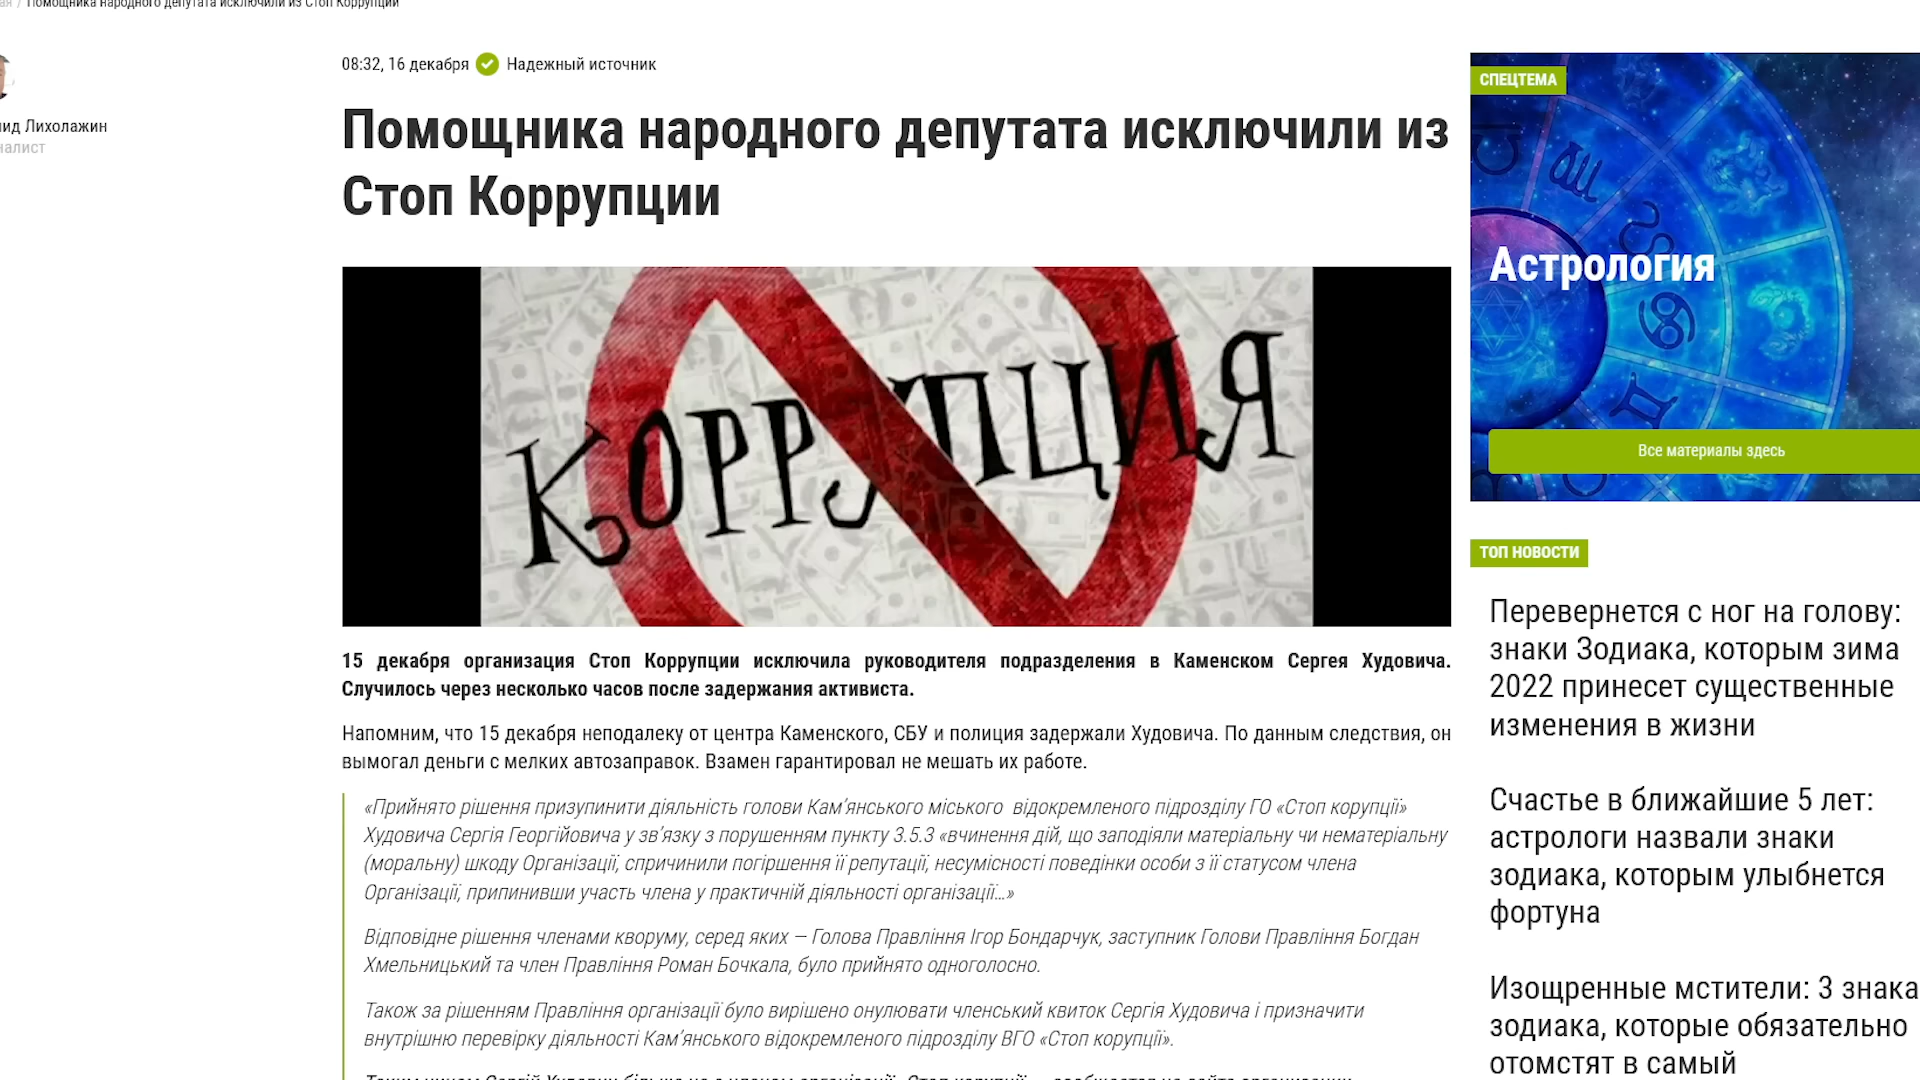 Помощника народного депутата исключили из Стоп Коррупции
Лихолажин
08:32, 16 декабря
Надежный источник
Помощника народного депутата исключили из
Стоп Коррупции
КОРРУПЦИЯ
15 декабря организация Стоп Коррупции исключила руководителя подразделения в Каменском Сергея Худовича.
Случилось через несколько часов после задержания активиста.
Напомним, что 15 декабря неподалеку от центра Каменского, СБУ и полиция задержали Худовича. По данным следствия, он
вымогал деньги с мелких автозаправок. Взамен гарантировал не мешать их работе.
«Прийнято рішення призупинити діяльність голови Кам’янського міського відокремленого підрозділу ГО «Стоп корупції»
Худовича Сергія Георгійовича у зв’язку з порушенням пункту 3.5.3 «вчинення дій, що заподіяли матеріальну чи нематеріальну
(моральну) шкоду Організації, спричинили погіршення її репутації, несумісності поведінки особи з її статусом члена
Організації, припинивши участь члена у практичній діяльності організації...»
Відповідне рішення членами кворуму, серед яких — Голова Правління Ігор Бондарчук, заступник Голови Правління Богдан
Хмельницький та член Правління Роман Бочкала, було прийнято одноголосно.
Також за рішенням Правління організації було вирішено онулювати членський квиток Сергія Худовича і призначити
внутрішню перевірку діяльності Кам’янського відокремленого підрозділу ВГО «Стоп корупції».
СПЕЦТЕМА
Астрология
Все материалы здесь
ТОП НОВОСТИ
Перевернется с ног на голову:
знаки Зодиака, которым зима
2022 принесет существенные
изменения в жизни
Счастье в ближайшие 5 лет:
астрологи назвали знаки
зодиака, которым улыбнется
фортуна
Изощренные мстители: 3 знака
зодиака, которые обязательно
отомстят в самый